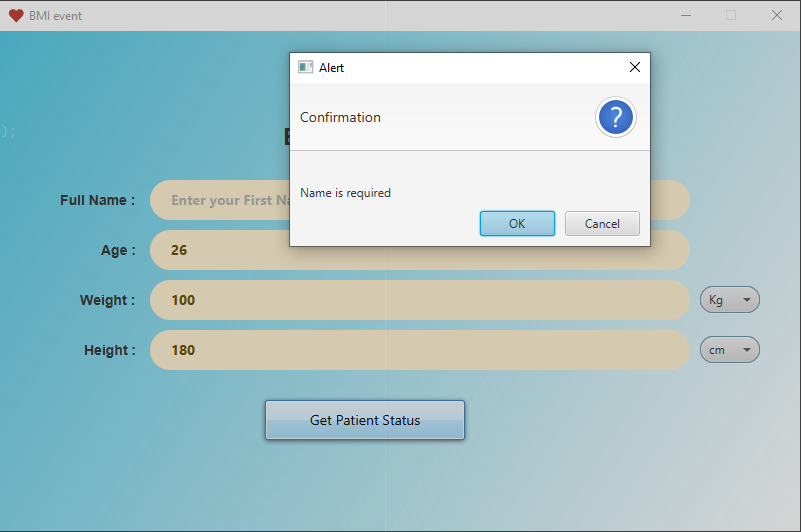 BMI event
Alert
Confirmation
?
Name is required
OK
Cancel
);
Full Name :
Enter your First Na
Age :
26
Weight :
100
Kg
Height :
180
cm
Get Patient Status